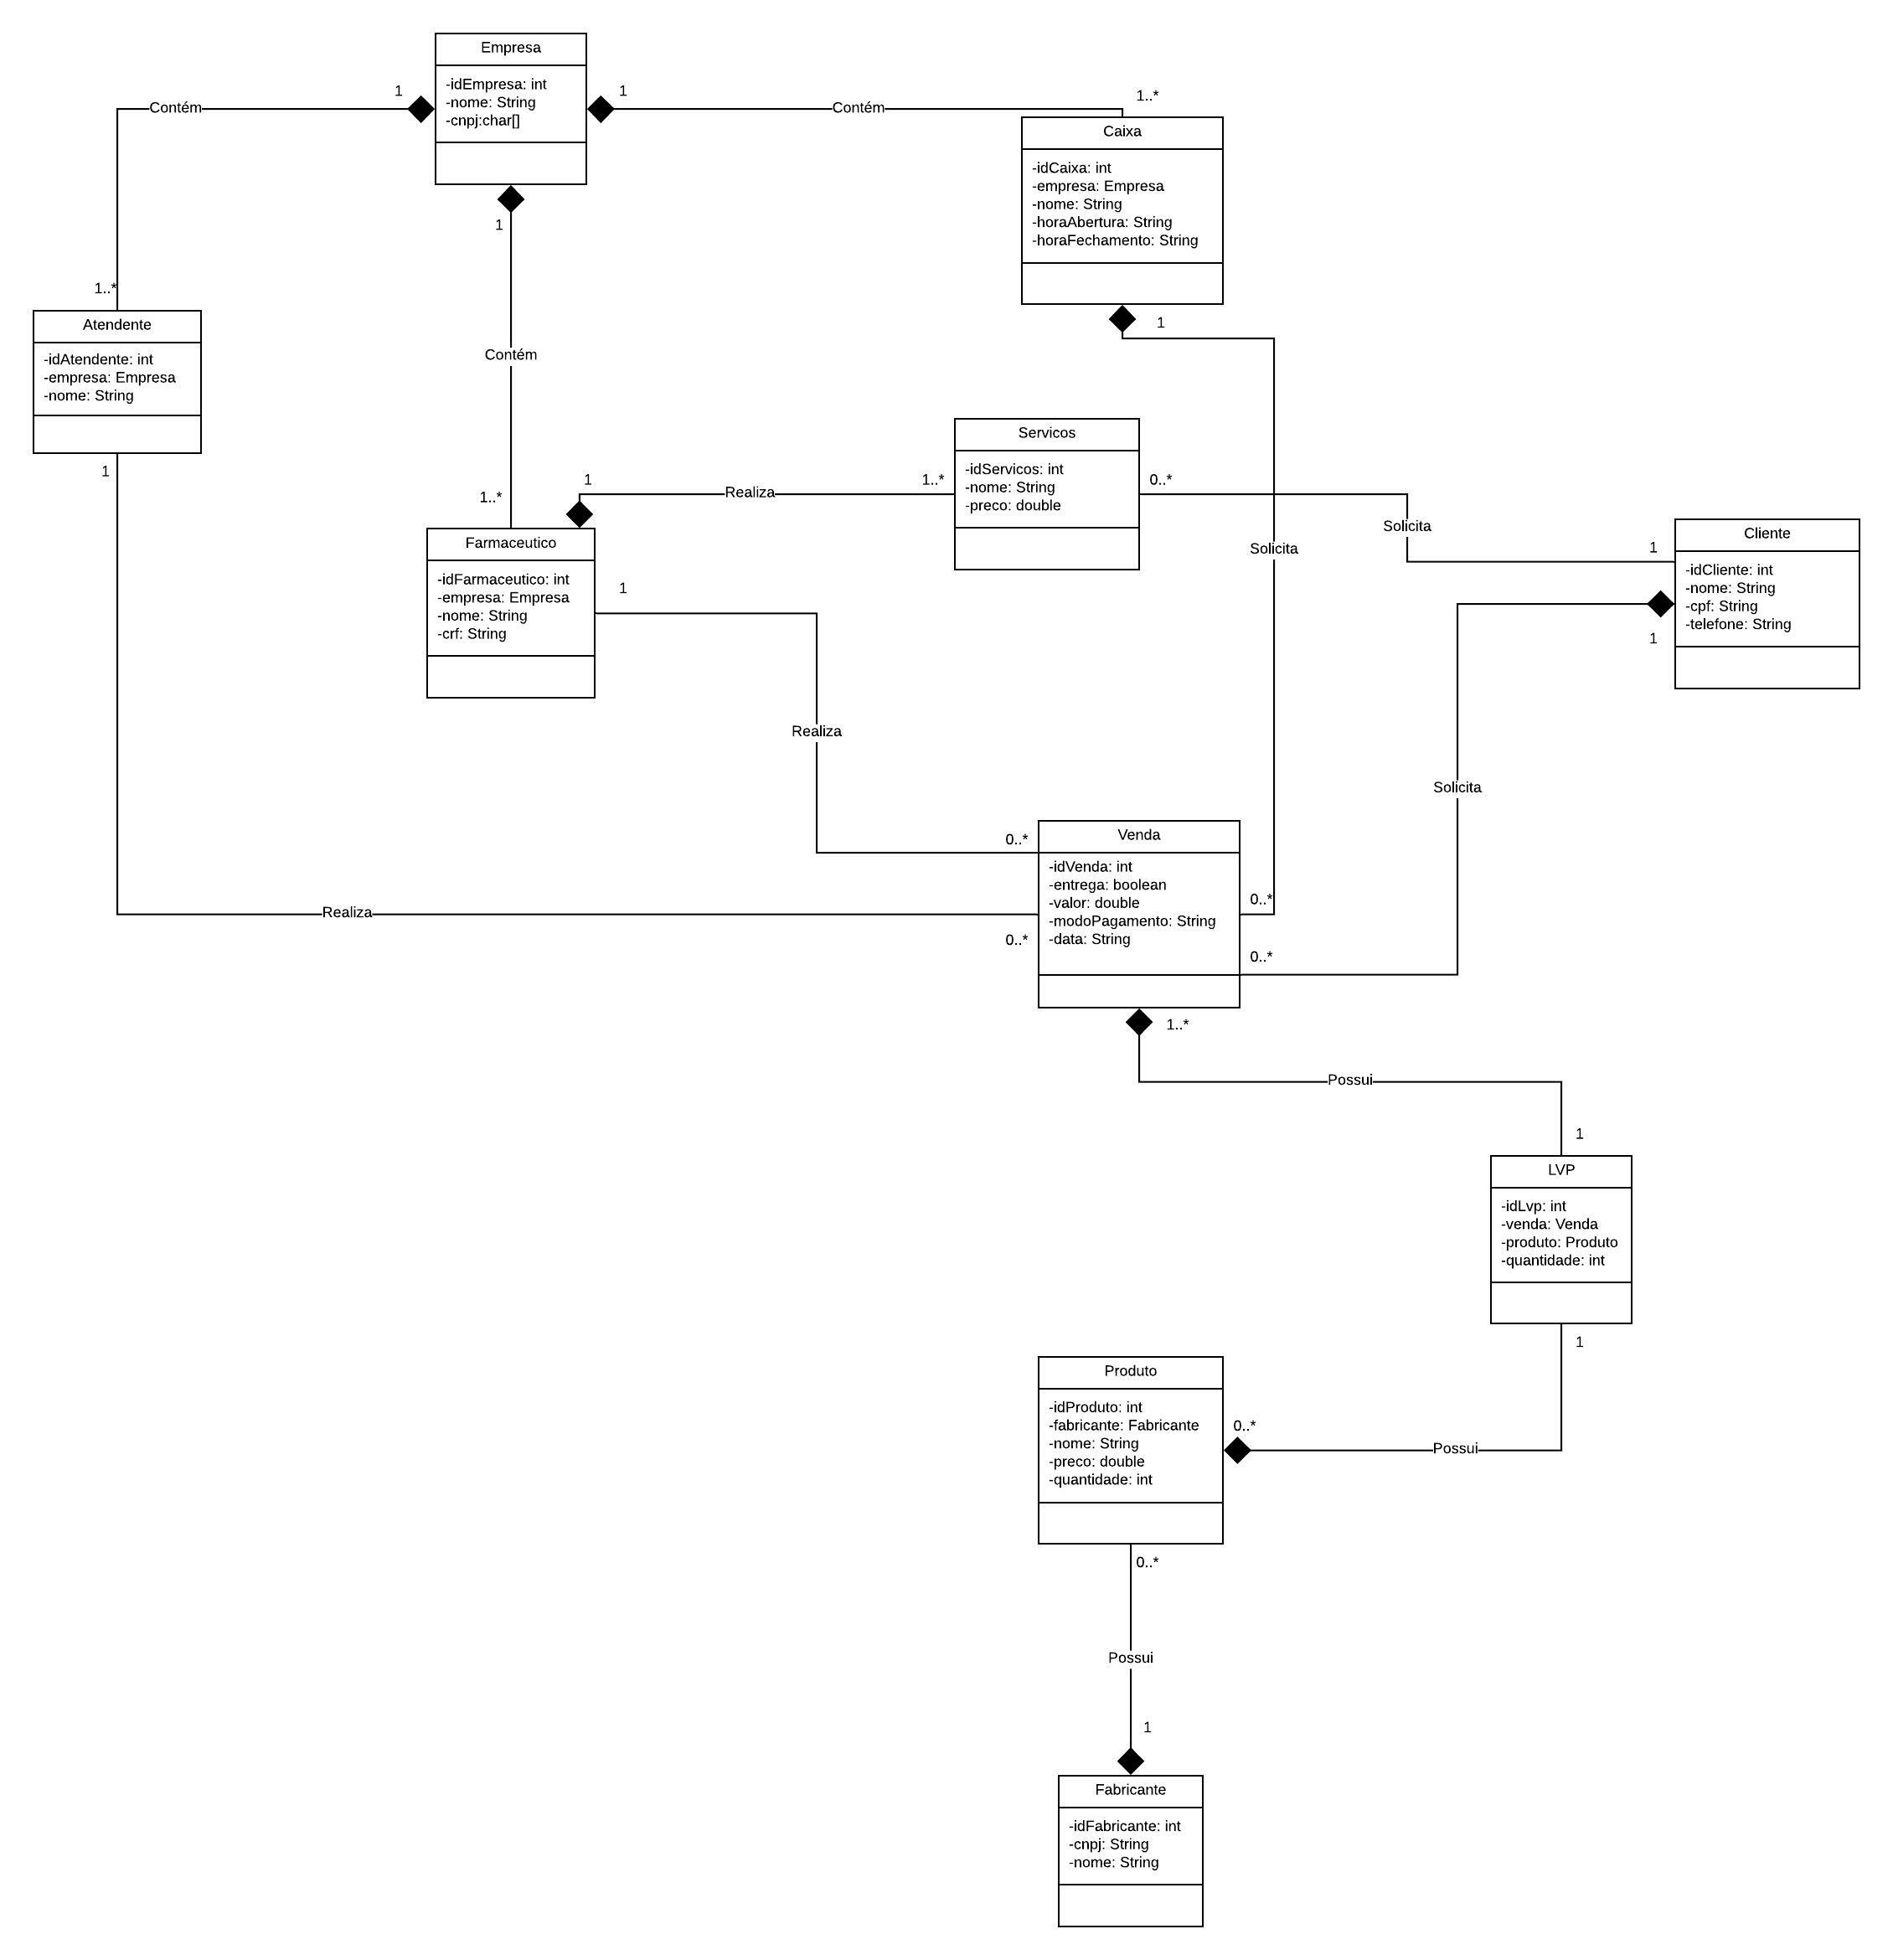 Empresa
-idEmpresa: int
-nome: String
-cnpj:char[]
1
Contém
1
Contém
1..*
Caixa
-idCaixa: int
-empresa: Empresa
-nome: String
-horaAbertura: String
-horaFechamento: String
1
1
Contém
1..*
1..*
Atendente
-idAtendente: int
-empresa: Empresa
-nome: String
1
Servicos
-idServicos: int
-nome: String
-preco: double
1
Realiza
1..*
0..*
Solicita
Solicita
1
Farmaceutico
-idFarmaceutico: int
-empresa: Empresa
-nome: String
-crf: String
1
Cliente
-idCliente: int
-nome: String
-cpf: String
-telefone: String
1
Realiza
Solicita
0..*
Venda
-idVenda: int
-entrega: boolean
-valor: double
-modoPagamento: String
-data: String
0..*
Realiza
0..*
0..*
1..*
Possui
1
LVP
-idLvp: int
-venda: Venda
-produto: Produto
-quantidade: int
1
Produto
-idProduto: int
-fabricante: Fabricante
-nome: String
-preco: double
-quantidade: int
0..*
Possui
0..*
Possui
1
Fabricante
-idFabricante: int
-cnpj: String
-nome: String